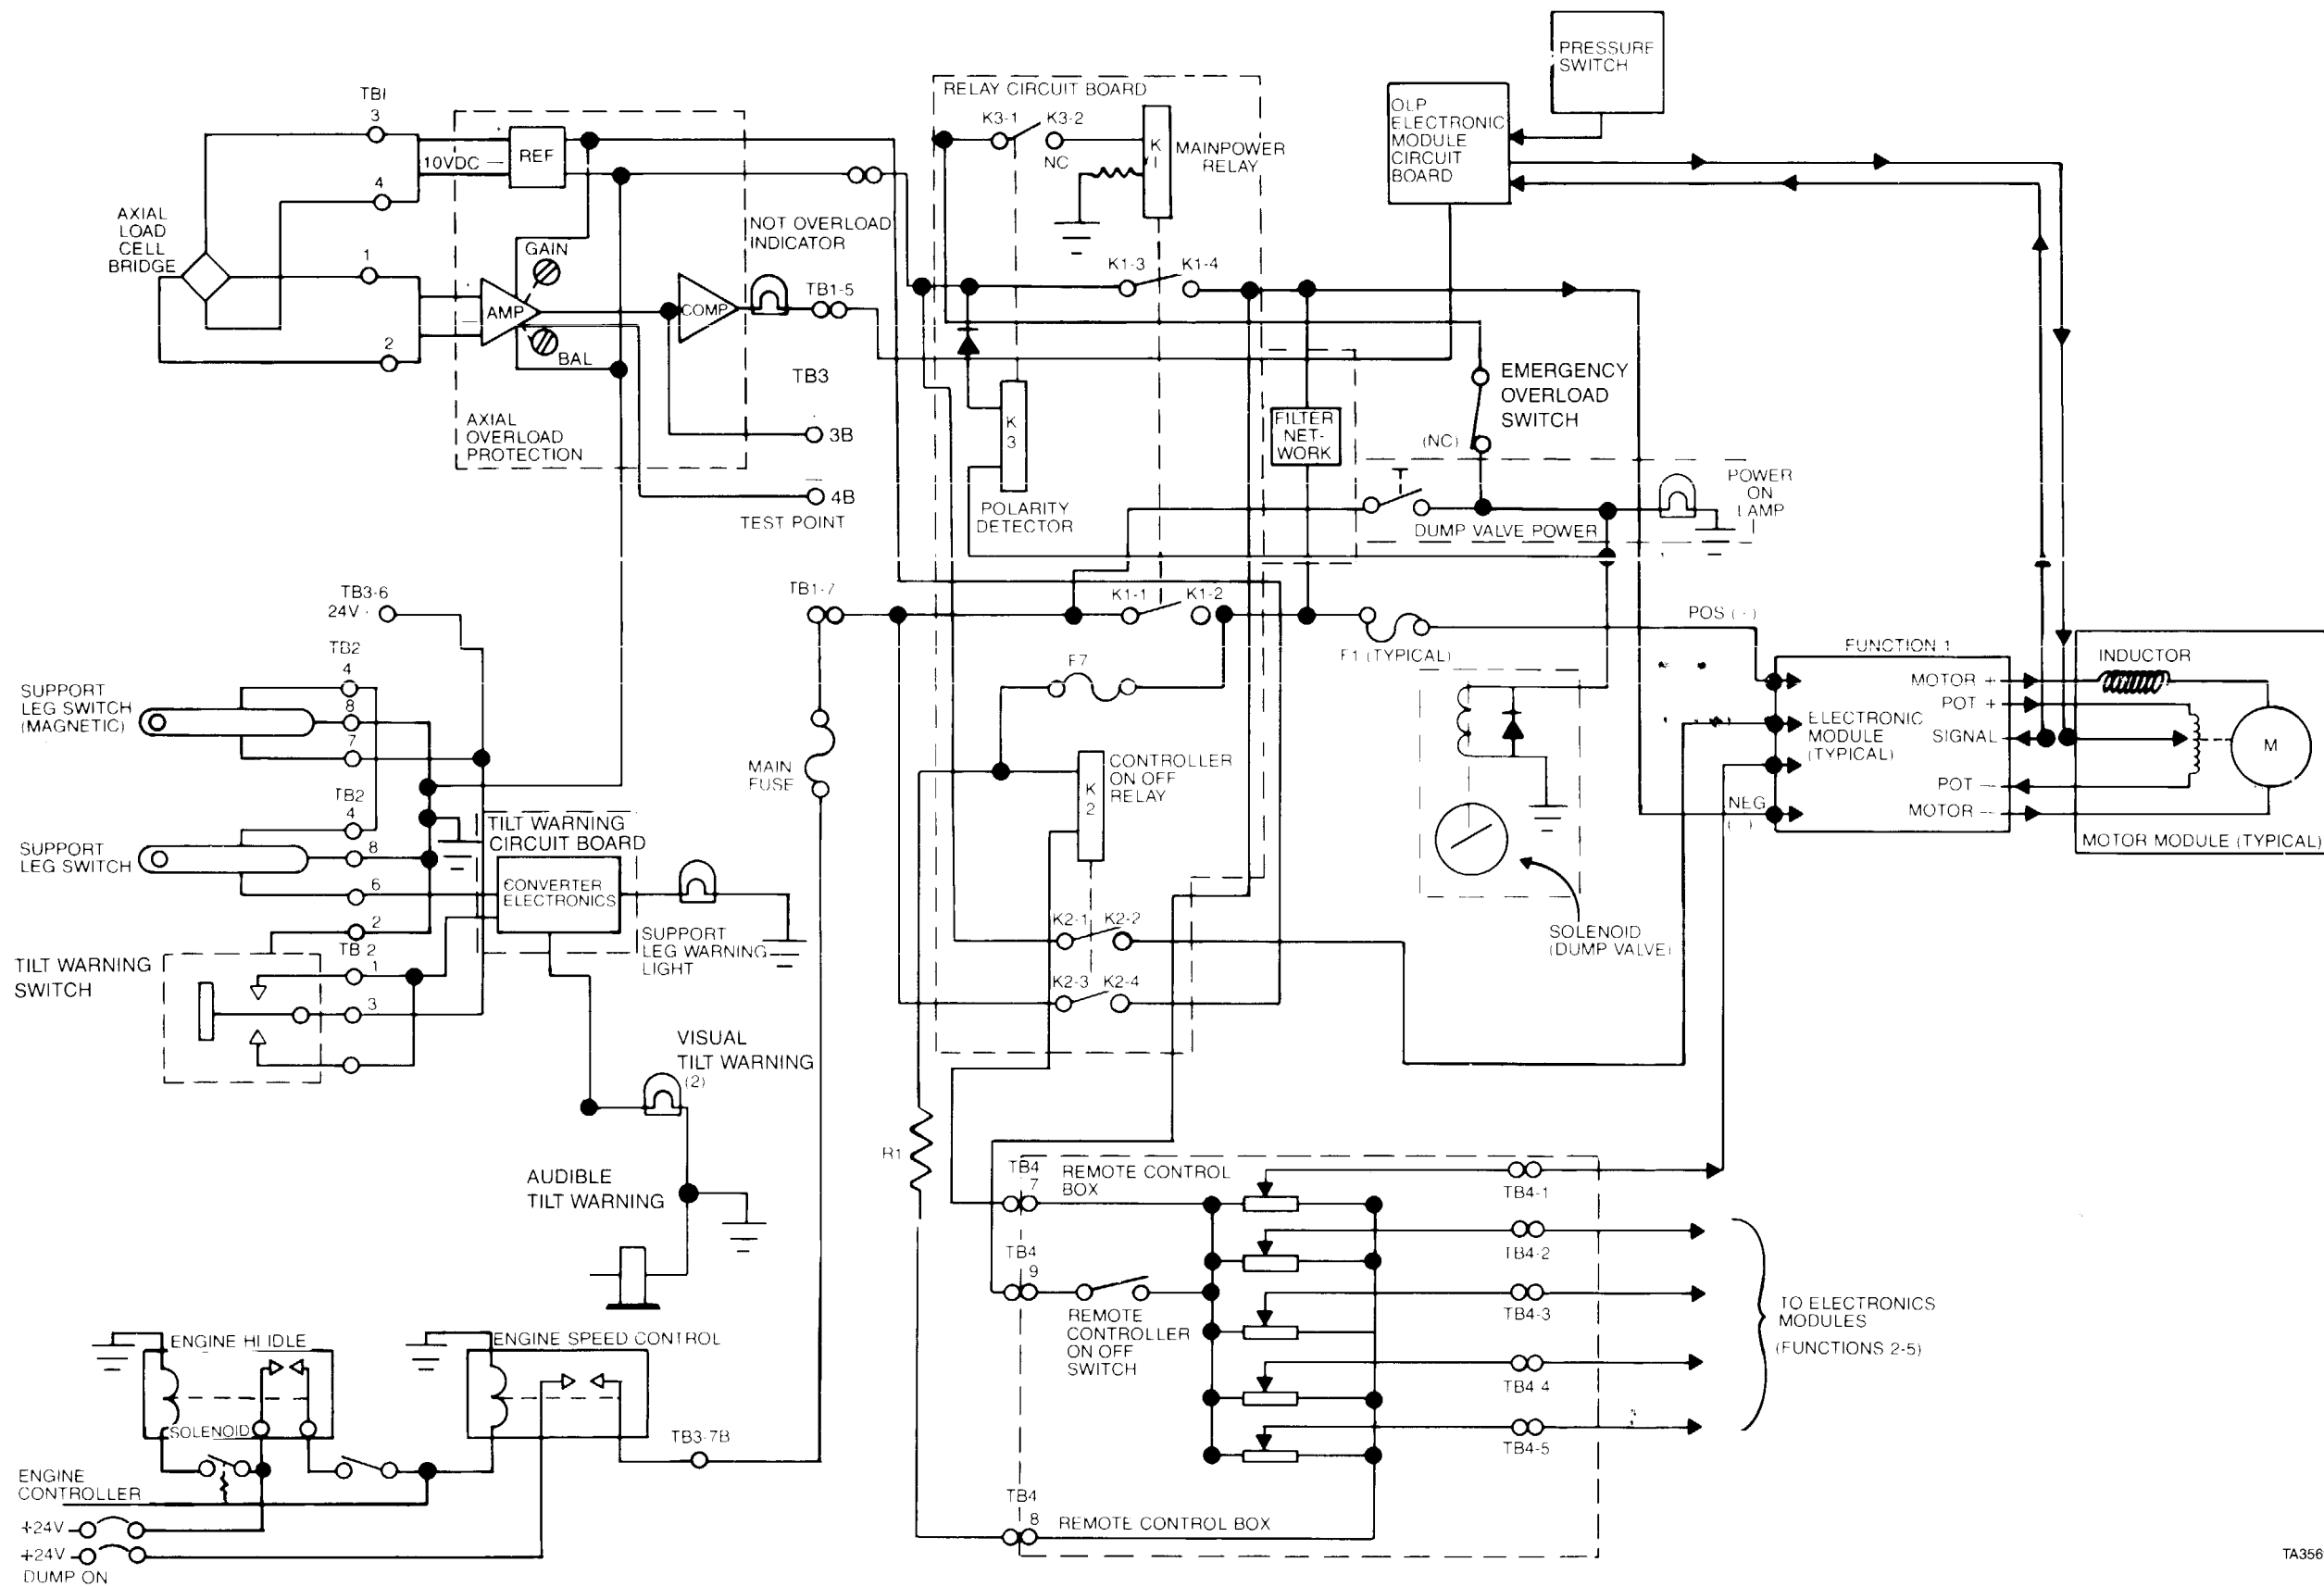 PRESSURE
SWITCH
OLP
ELECTRONIC
MODULE
CIRCUIT
BOARD
RELAY CIRCUIT BOARD
K3-1
K3-2
NC
K
1
MAINPOWER
RELAY
TB1
3
4
1
2
10VDC
REF
AXIAL
LOAD
CELL
BRIDGE
GAIN
AMP
BAL
COMP
NOT OVERLOAD
INDICATOR
TB1-5
AXIAL
OVERLOAD
PROTECTION
TB3
3B
4B
TEST POINT
K1-3
K1-4
K
3
POLARITY
DETECTOR
FILTER
NET-
WORK
EMERGENCY
OVERLOAD
SWITCH
(NC)
DUMP VALVE POWER
POWER
ON
LAMP
TB1-7
K1-1
K1-2
F7
F1 (TYPICAL)
POS
MAIN
FUSE
K
2
CONTROLLER
ON OFF
RELAY
K2-1
K2-2
K2-3
K2-4
SOLENOID
(DUMP VALVE)
FUNCTION 1
ELECTRONIC
MODULE
(TYPICAL)
MOTOR +
POT +
SIGNAL
POT —
MOTOR —
NEG
INDUCTOR
M
MOTOR MODULE (TYPICAL)
TB3-6
24V
TB2
4
8
7
SUPPORT
LEG SWITCH
(MAGNETIC)
TB2
4
8
6
2
SUPPORT
LEG SWITCH
TB 2
1
3
TILT WARNING
SWITCH
TILT WARNING
CIRCUIT BOARD
CONVERTER
ELECTRONICS
SUPPORT
LEG WARNING
LIGHT
VISUAL
TILT WARNING
(2)
AUDIBLE
TILT WARNING
R1
TB4
7
REMOTE CONTROL
BOX
TB4
9
REMOTE
CONTROLLER
ON OFF
SWITCH
TB4
8
REMOTE CONTROL BOX
TB4-1
TB4-2
TB4-3
TB4 4
TB4-5
TO ELECTRONICS
MODULES
(FUNCTIONS 2-5)
ENGINE HI IDLE
SOLENOID
ENGINE SPEED CONTROL
TB3-7B
ENGINE
CONTROLLER
+24V
+24V
DUMP ON
TA356